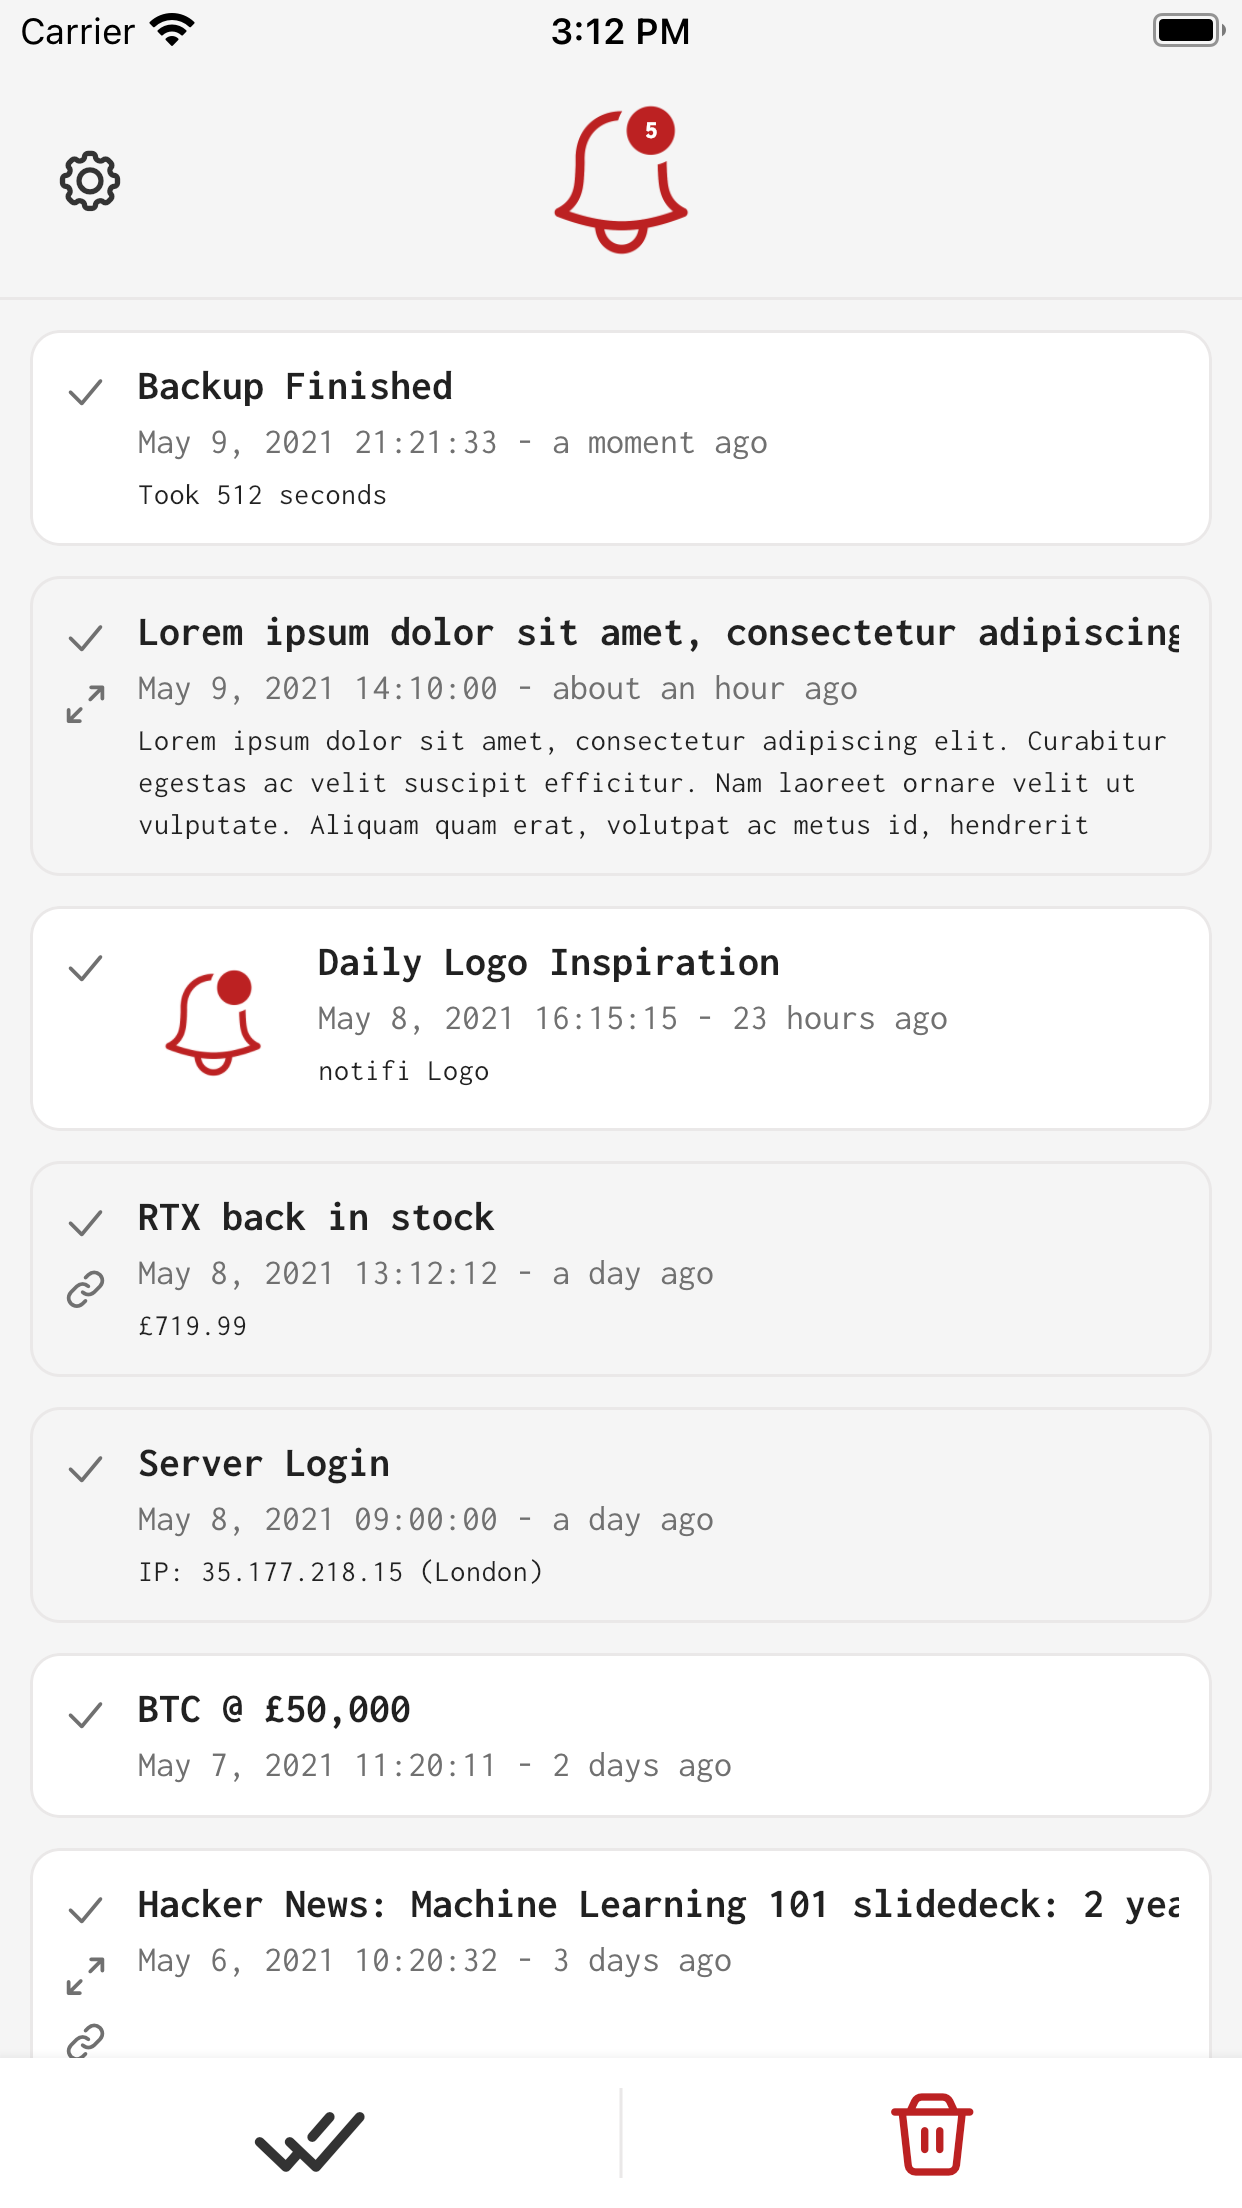 Carrier 3:12 PM
5
Backup Finished
May 9, 2021 21:21:33 - a moment ago
Took 512 seconds
Lorem ipsum dolor sit amet, consectetur adipiscing
May 9, 2021 14:10:00 - about an hour ago
Lorem ipsum dolor sit amet, consectetur adipiscing elit. Curabitur
egestas ac velit suscipit efficitur. Nam laoreet ornare velit ut
vulputate. Aliquam quam erat, volutpat ac metus id, hendrerit
Daily Logo Inspiration
May 8, 2021 16:15:15 - 23 hours ago
notifi Logo
RTX back in stock
May 8, 2021 13:12:12 - a day ago
£719.99
Server Login
May 8, 2021 09:00:00 - a day ago
IP: 35.177.218.15 (London)
BTC @ £50,000
May 7, 2021 11:20:11 - 2 days ago
Hacker News: Machine Learning 101 slidedeck: 2 yea
May 6, 2021 10:20:32 - 3 days ago